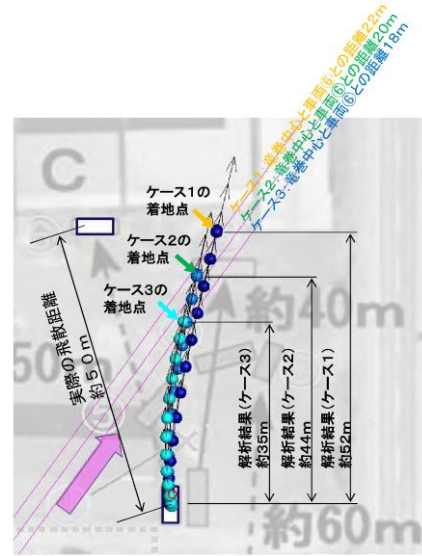 ケース1:竜巻中心と車両⑥との距離22m
ケース2:竜巻中心と車両⑥との距離20m
ケース3:竜巻中心と車両⑥との距離18m
C
ケース1の
着地点
ケース2の
着地点
ケース3の
着地点
実際の飛散距離
約50m
約40m
50m
解析結果(ケース3)
約35m
解析結果(ケース2)
約44m
解析結果(ケース1)
約52m
約60m